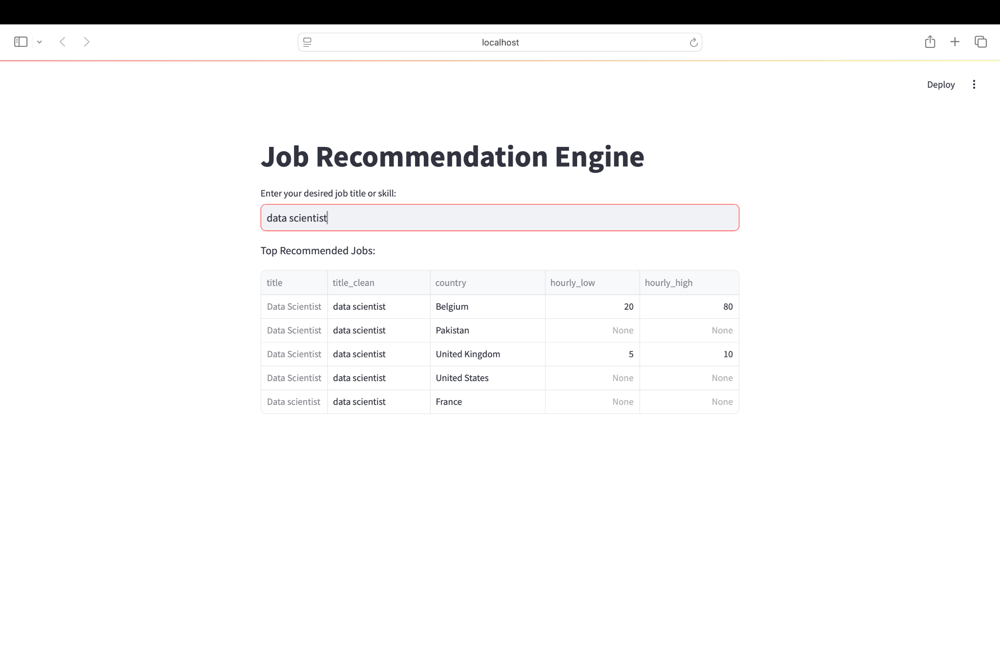 localhost
Deploy
Job Recommendation Engine
Enter your desired job title or skill:
data scientist
Top Recommended Jobs:
title title_clean country hourly_low hourly_high
Data Scientist data scientist Belgium 20 80
Data Scientist data scientist Pakistan None None
Data Scientist data scientist United Kingdom 5 10
Data Scientist data scientist United States None None
Data scientist data scientist France None None